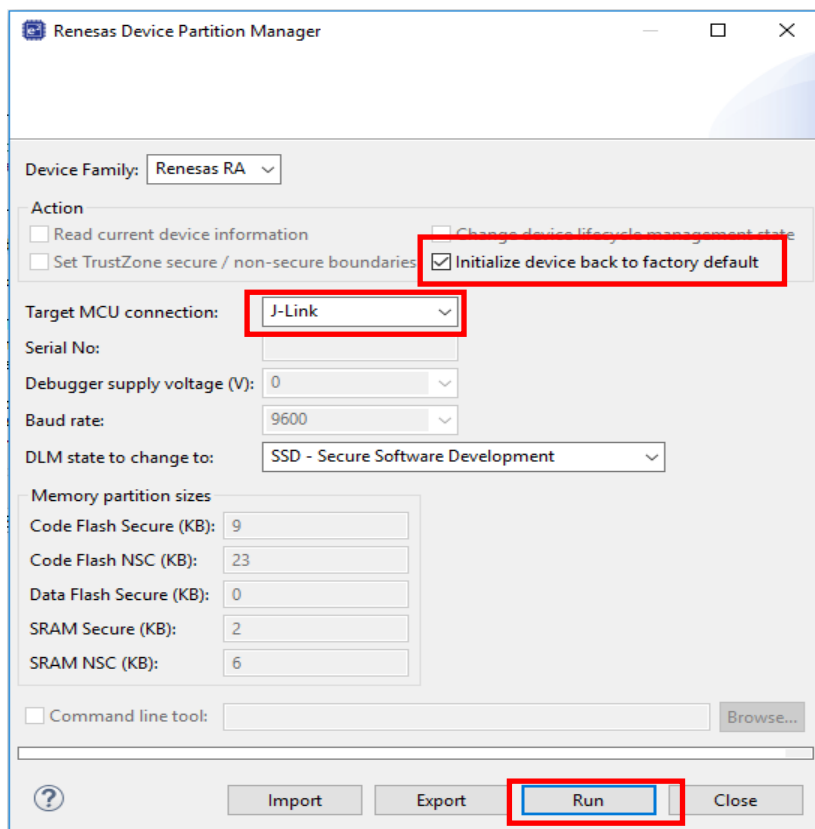 Renesas Device Partition Manager
Device Family: Renesas RA
Action
Read current device information
Change device lifecycle management state
Set TrustZone secure / non-secure boundaries
Initialize device back to factory default
Target MCU connection: J-Link
Serial No:
Debugger supply voltage (V): 0
Baud rate: 9600
DLM state to change to: SSD - Secure Software Development
Memory partition sizes
Code Flash Secure (KB): 9
Code Flash NSC (KB): 23
Data Flash Secure (KB): 0
SRAM Secure (KB): 2
SRAM NSC (KB): 6
Command line tool: Browse...
? Import Export Run Close